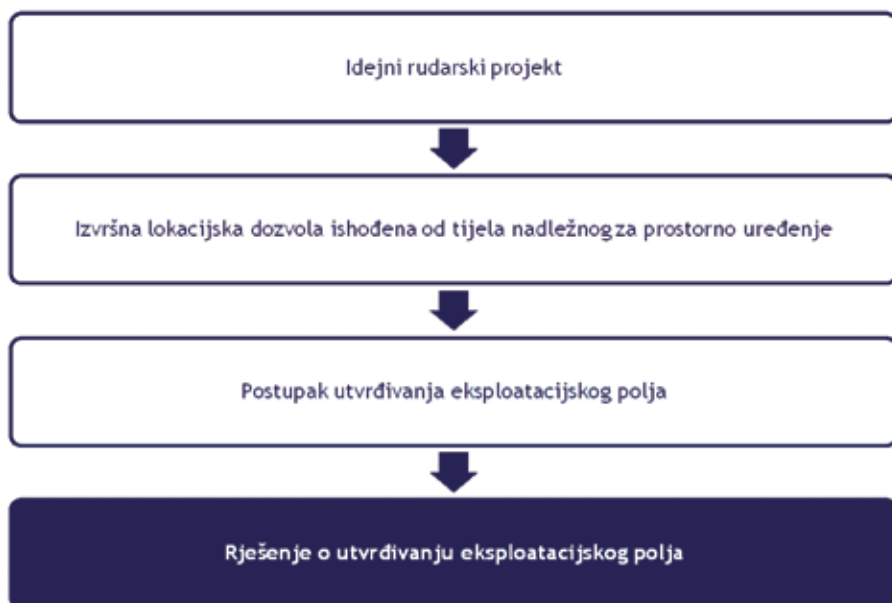 Idejni rudarski projekt
Izvršna lokacijska dozvola ishođena od tijela nadležnog za prostorno uređenje
Postupak utvrđivanja eksploatacijskog polja
Rješenje o utvrđivanju eksploatacijskog polja